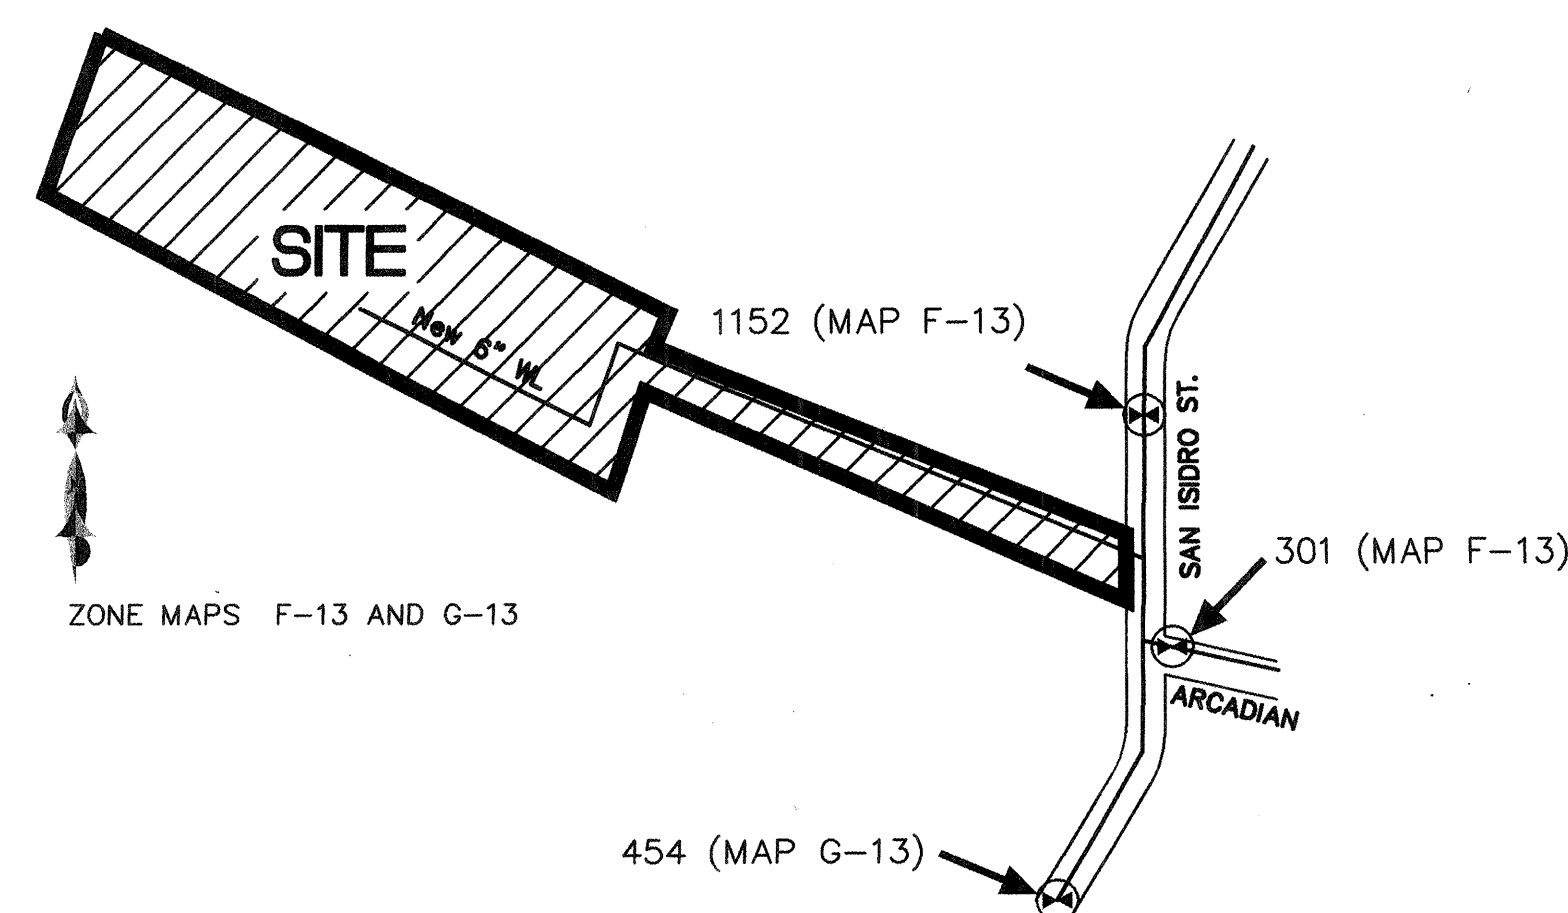 SITE
New 6" WL
1152 (MAP F-13)
SAN ISIDRO ST.
301 (MAP F-13)
ZONE MAPS F-13 AND G-13
ARCADIAN
454 (MAP G-13)